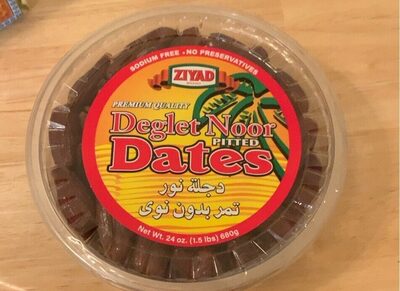 SODIUM FREE • NO PRESERVATIVES
ZIYAD
PREMIUM QUALITY
Deglet Noor
PITTED
Dates
دجلة نور
تمر بدون نوى
Net Wt. 24 oz. (1.5 lbs) 680g